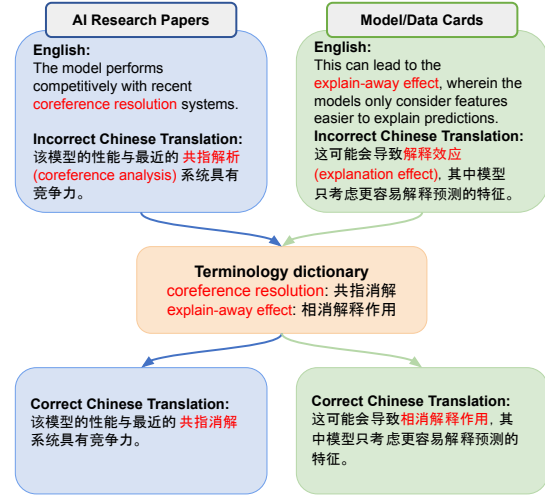 AI Research Papers
English:
The model performs
competitively with recent
coreference resolution
systems.
Incorrect Chinese Translation:
该模型的性能与最近的 共指解析
(coreference analysis) 系统具有
竞争力。
Model/Data Cards
English:
This can lead to the
explain-away effect, wherein the
models only consider features
easier to explain predictions.
Incorrect Chinese Translation:
这可能会导致解释效应
(explanation effect), 其中模型
只考虑更容易解释预测的特征。
Terminology dictionary
coreference resolution: 共指消解
explain-away effect: 相消解释作用
Correct Chinese Translation:
该模型的性能与最近的 共指消解
系统具有竞争力。
Correct Chinese Translation:
这可能会导致相消解释作用, 其
中模型只考虑更容易解释预测的
特征。